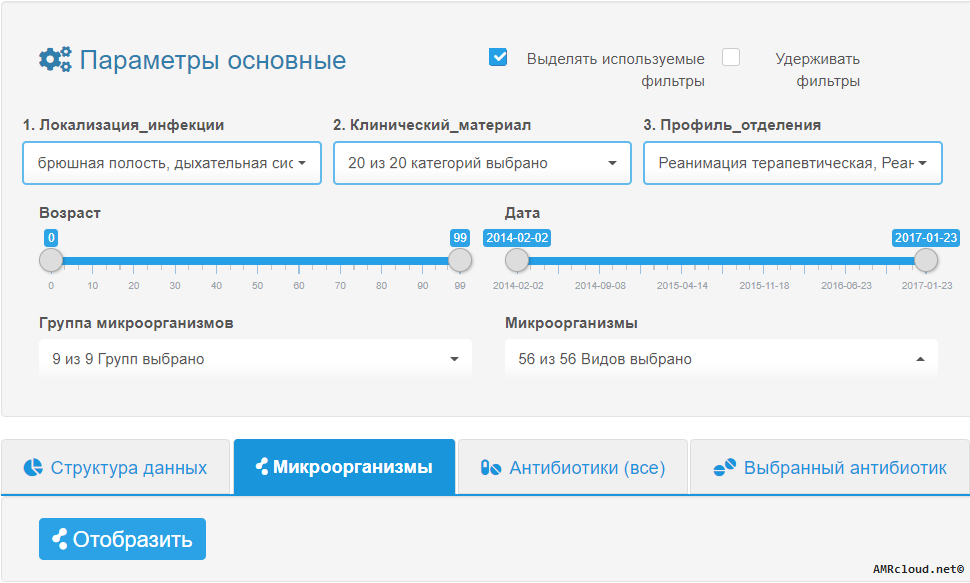 Параметры основные
Выделять используемые
фильтры
Удерживать
фильтры
1. Локализация_инфекции
2. Клинический_материал
3. Профиль_отделения
брюшная полость, дыхательная сис
20 из 20 категорий выбрано
Реанимация терапевтическая, Реан
Возраст
Дата
0
99
2014-02-02
2017-01-23
0 10 20 30 40 50 60 70 80 90 99
2014-02-02 2014-09-08 2015-04-14 2015-11-18 2016-06-23 2017-01-23
Группа микроорганизмов
Микроорганизмы
9 из 9 Групп выбрано
56 из 56 Видов выбрано
Структура данных
Микроорганизмы
Антибиотики (все)
Выбранный антибиотик
Отобразить
AMRcloud.net©